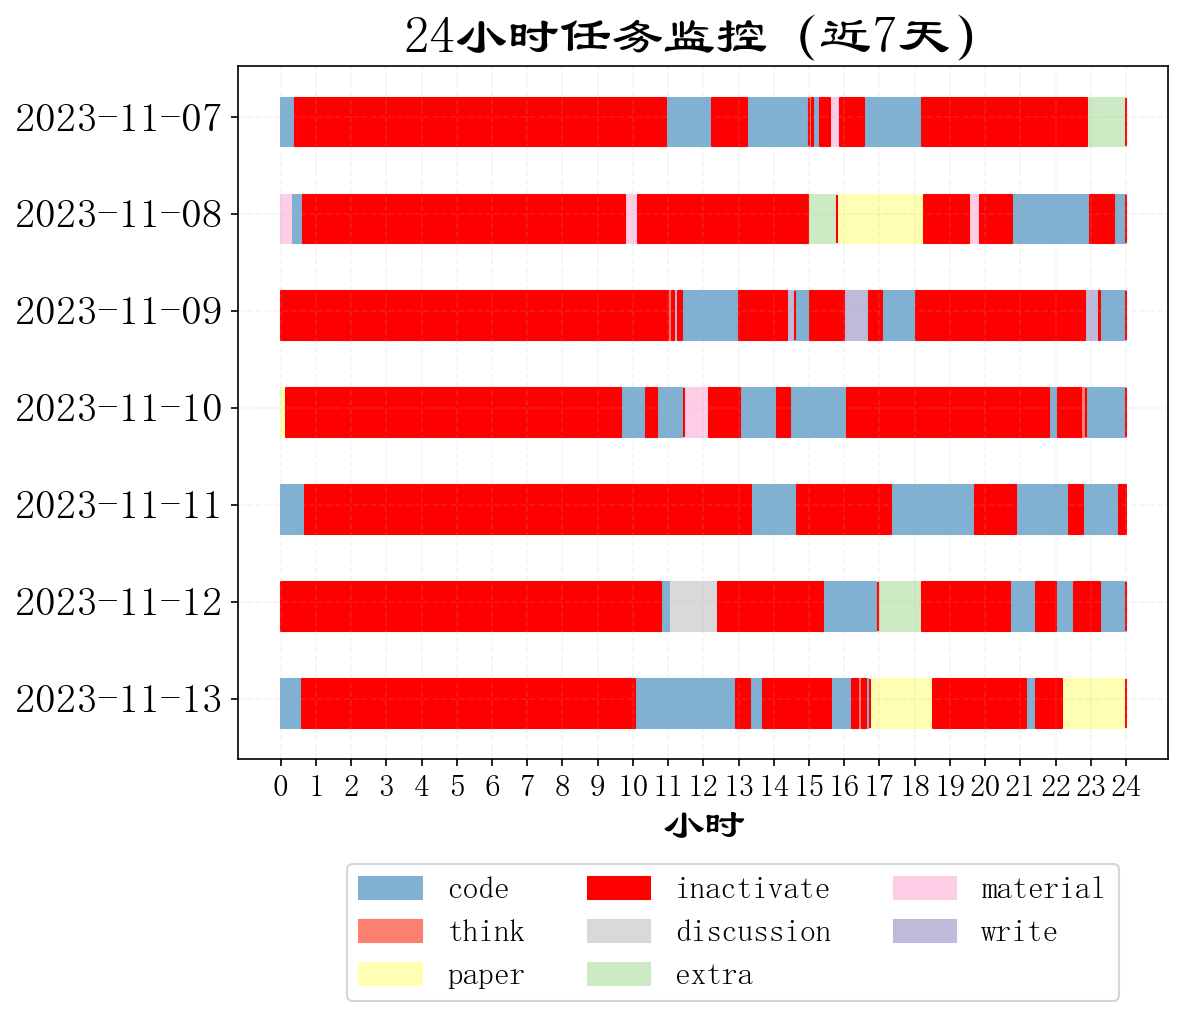 24小时任务监控 (近7天)
2023-11-07
2023-11-08
2023-11-09
2023-11-10
2023-11-11
2023-11-12
2023-11-13
0 1 2 3 4 5 6 7 8 9 10 11 12 13 14 15 16 17 18 19 20 21 22 23 24
小时
code inactivate material
think discussion write
paper extra